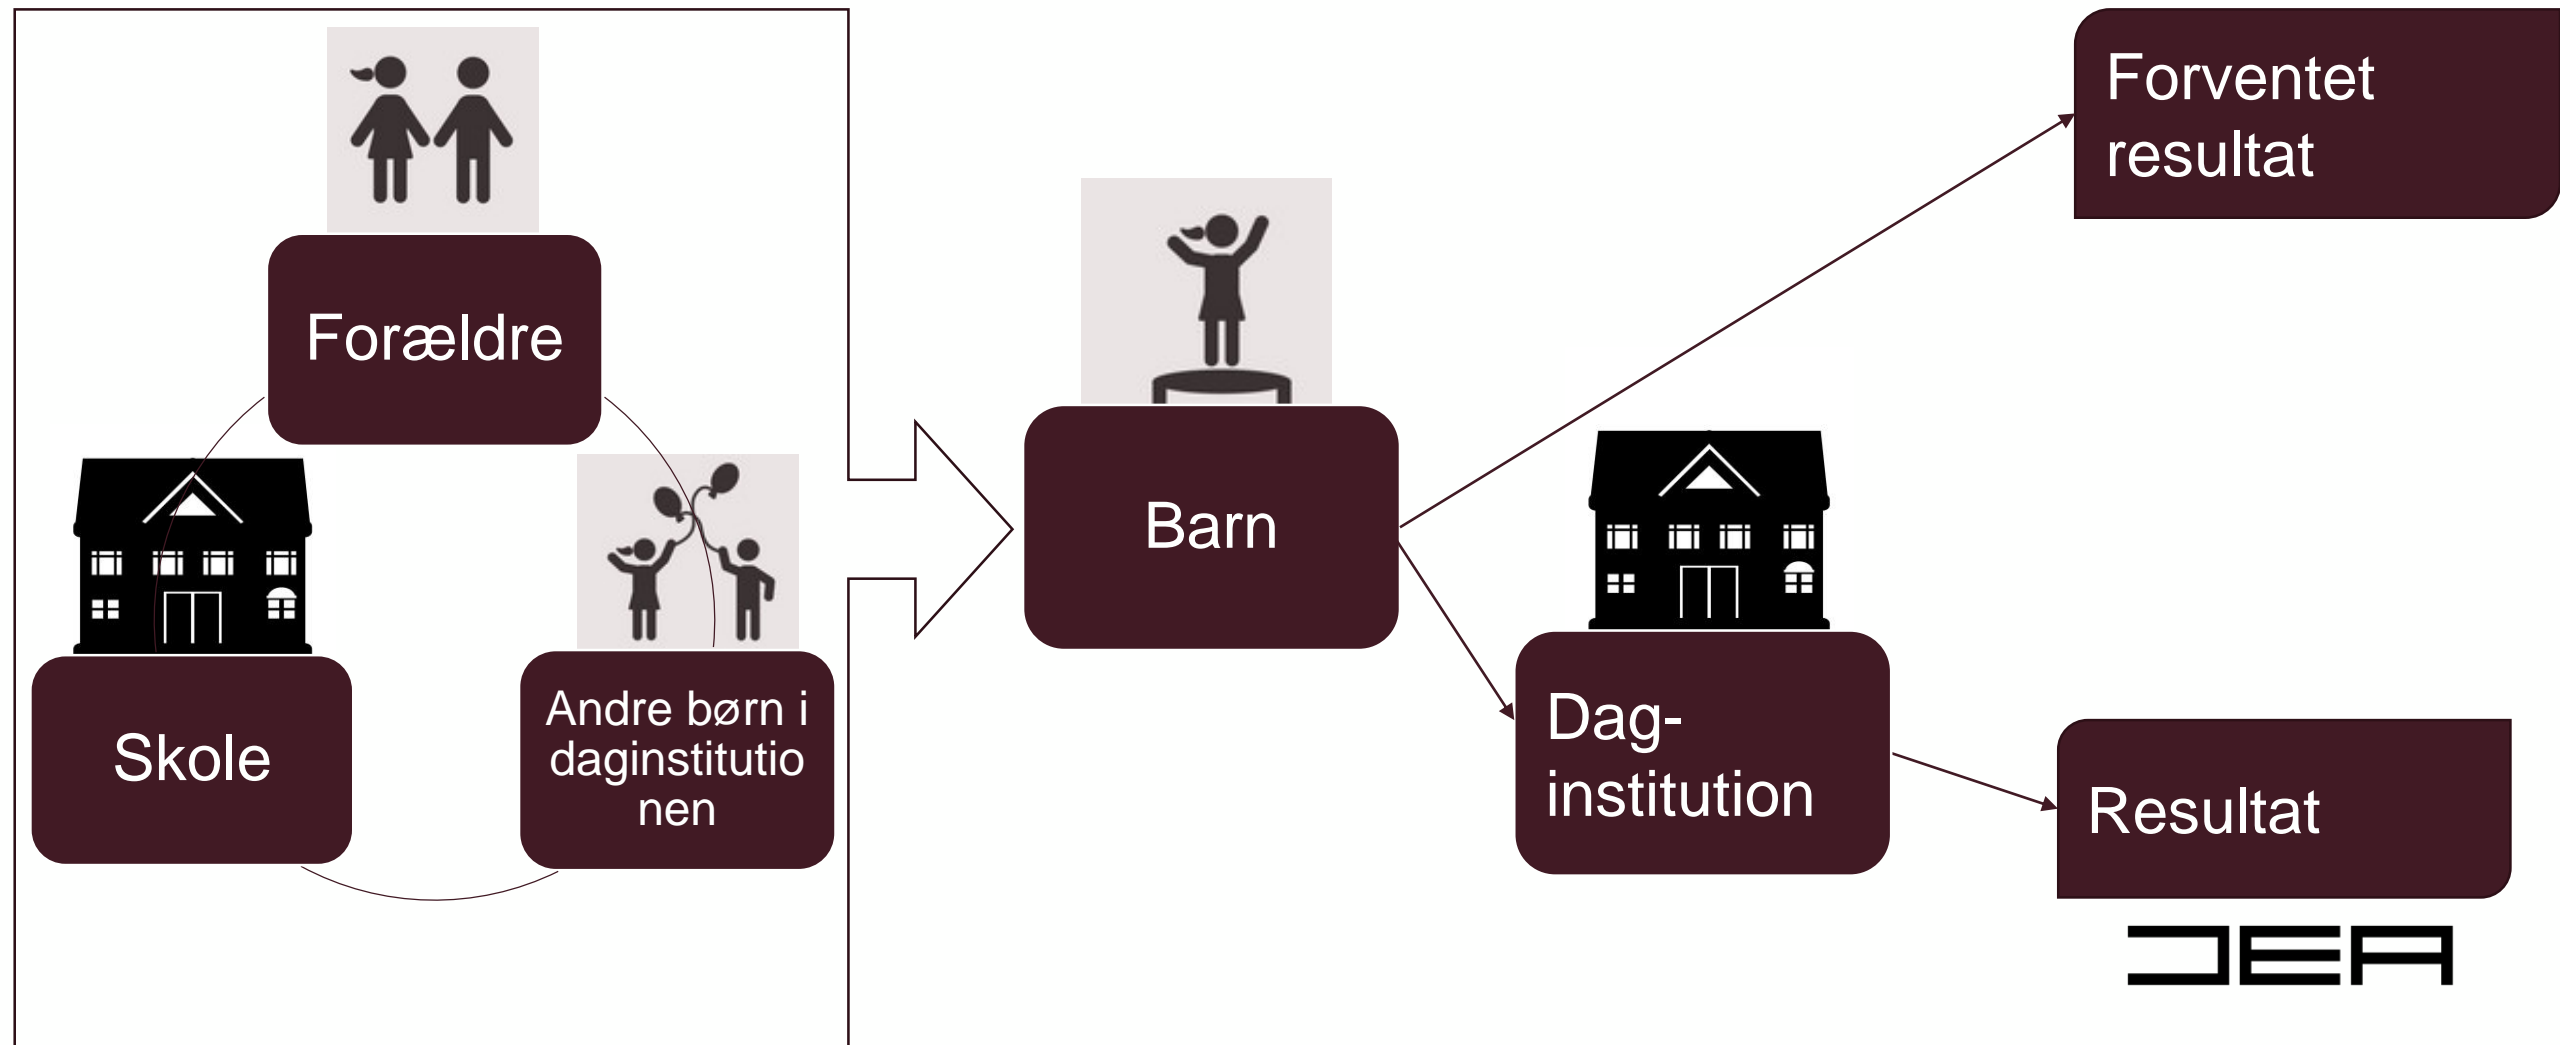 Forældre
Skole
Andre børn i
daginstitutio
nen
Barn
Forventet
resultat
Dag-
institution
Resultat
DEA